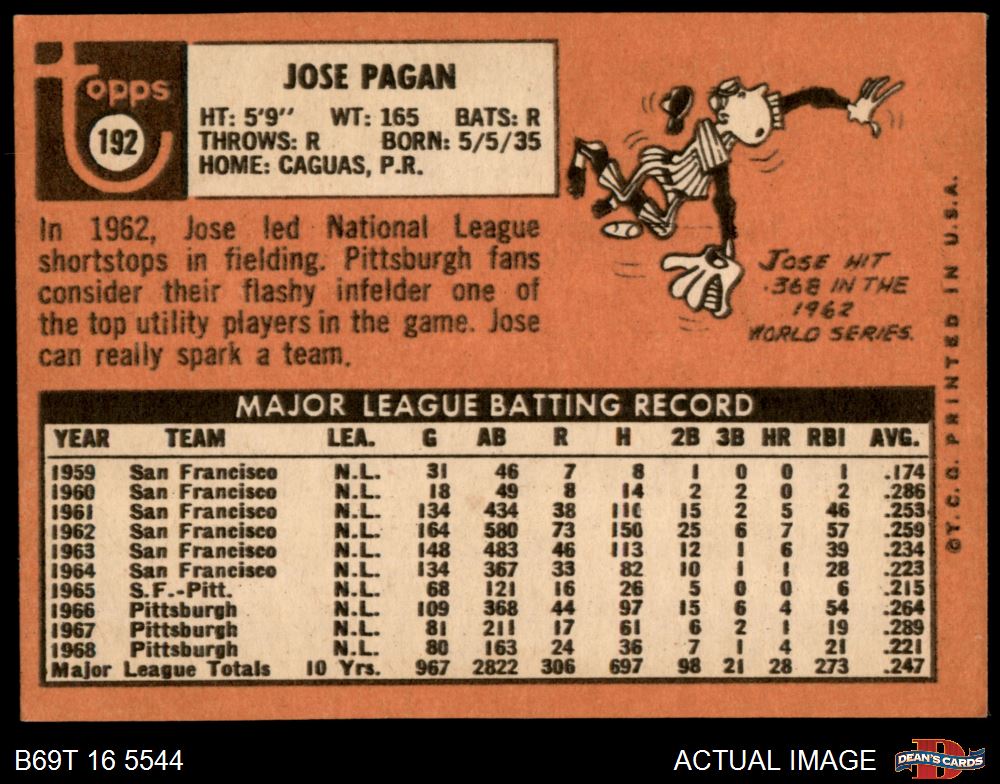 Topps
192
JOSE PAGAN
HT: 5'9'' WT: 165 BATS: R
THROWS: R BORN: 5/5/35
HOME: CAGUAS, P.R.
In 1962, Jose led National League
shortstops in fielding. Pittsburgh fans
consider their flashy infelder one of
the top utility players in the game. Jose
can really spark a team.
JOSE HIT
.368 IN THE
1962
WORLD SERIES.
©T. C. G. PRINTED IN U.S.A.
MAJOR LEAGUE BATTING RECORD
YEAR TEAM LEA. G AB R H 2B 3B HR RBI AVG.
1959 San Francisco N.L. 31 46 7 8 1 0 0 1 .174
1960 San Francisco N.L. 18 49 8 14 2 2 0 2 .286
1961 San Francisco N.L. 134 434 38 110 15 2 5 46 .253
1962 San Francisco N.L. 164 580 73 150 25 6 7 57 .259
1963 San Francisco N.L. 148 483 46 113 12 1 6 39 .234
1964 San Francisco N.L. 134 367 33 82 10 1 1 28 .223
1965 S.F.-Pitt. N.L. 68 121 16 26 5 0 0 6 .215
1966 Pittsburgh N.L. 109 368 44 97 15 6 4 54 .264
1967 Pittsburgh N.L. 81 211 17 61 6 2 1 19 .289
1968 Pittsburgh N.L. 80 163 24 36 7 1 4 21 .221
Major League Totals 10 Yrs. 967 2822 306 697 98 21 28 273 .247
B69T 16 5544 ACTUAL IMAGE
DEAN'S CARDS